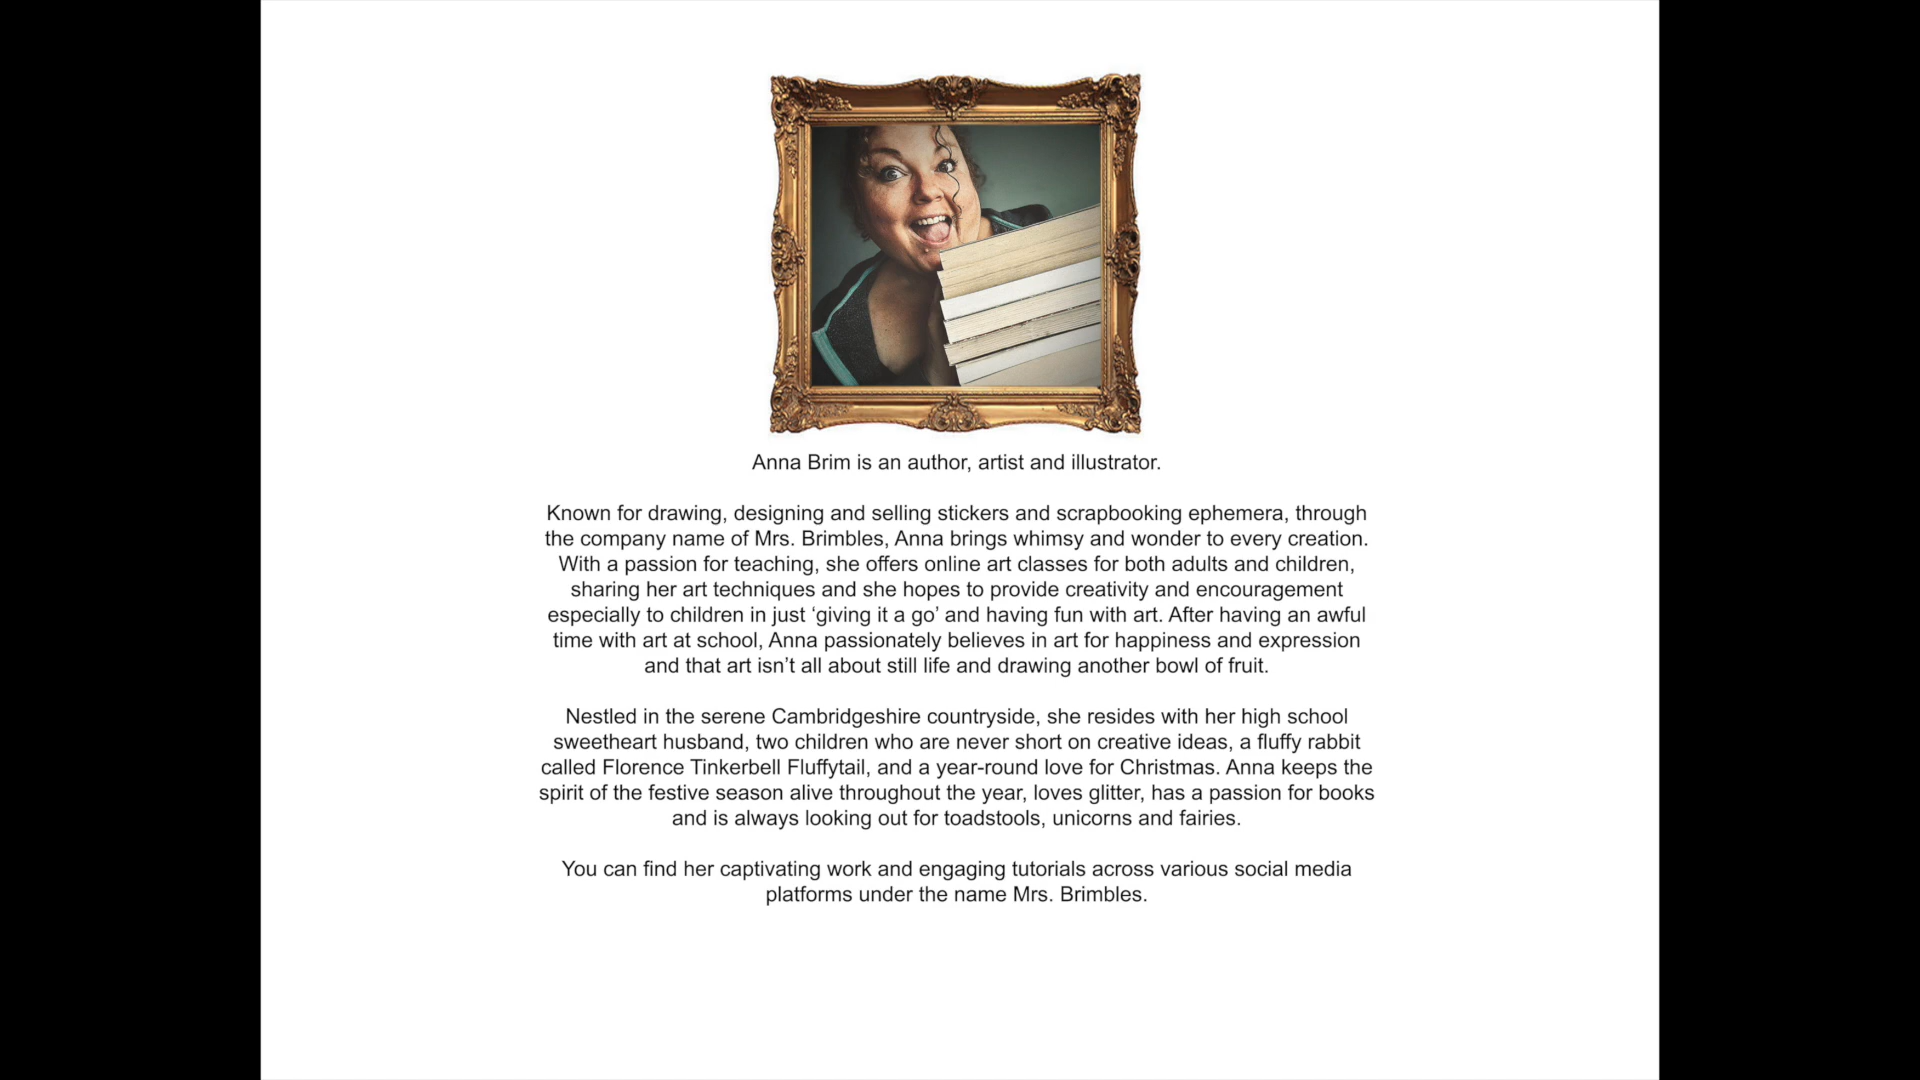 Anna Brim is an author, artist and illustrator.
Known for drawing, designing and selling stickers and scrapbooking ephemera, through
the company name of Mrs. Brimbles, Anna brings whimsy and wonder to every creation.
With a passion for teaching, she offers online art classes for both adults and children,
sharing her art techniques and she hopes to provide creativity and encouragement
especially to children in just ‘giving it a go’ and having fun with art. After having an awful
time with art at school, Anna passionately believes in art for happiness and expression
and that art isn’t all about still life and drawing another bowl of fruit.
Nestled in the serene Cambridgeshire countryside, she resides with her high school
sweetheart husband, two children who are never short on creative ideas, a fluffy rabbit
called Florence Tinkerbell Fluffytail, and a year-round love for Christmas. Anna keeps the
spirit of the festive season alive throughout the year, loves glitter, has a passion for books
and is always looking out for toadstools, unicorns and fairies.
You can find her captivating work and engaging tutorials across various social media
platforms under the name Mrs. Brimbles.